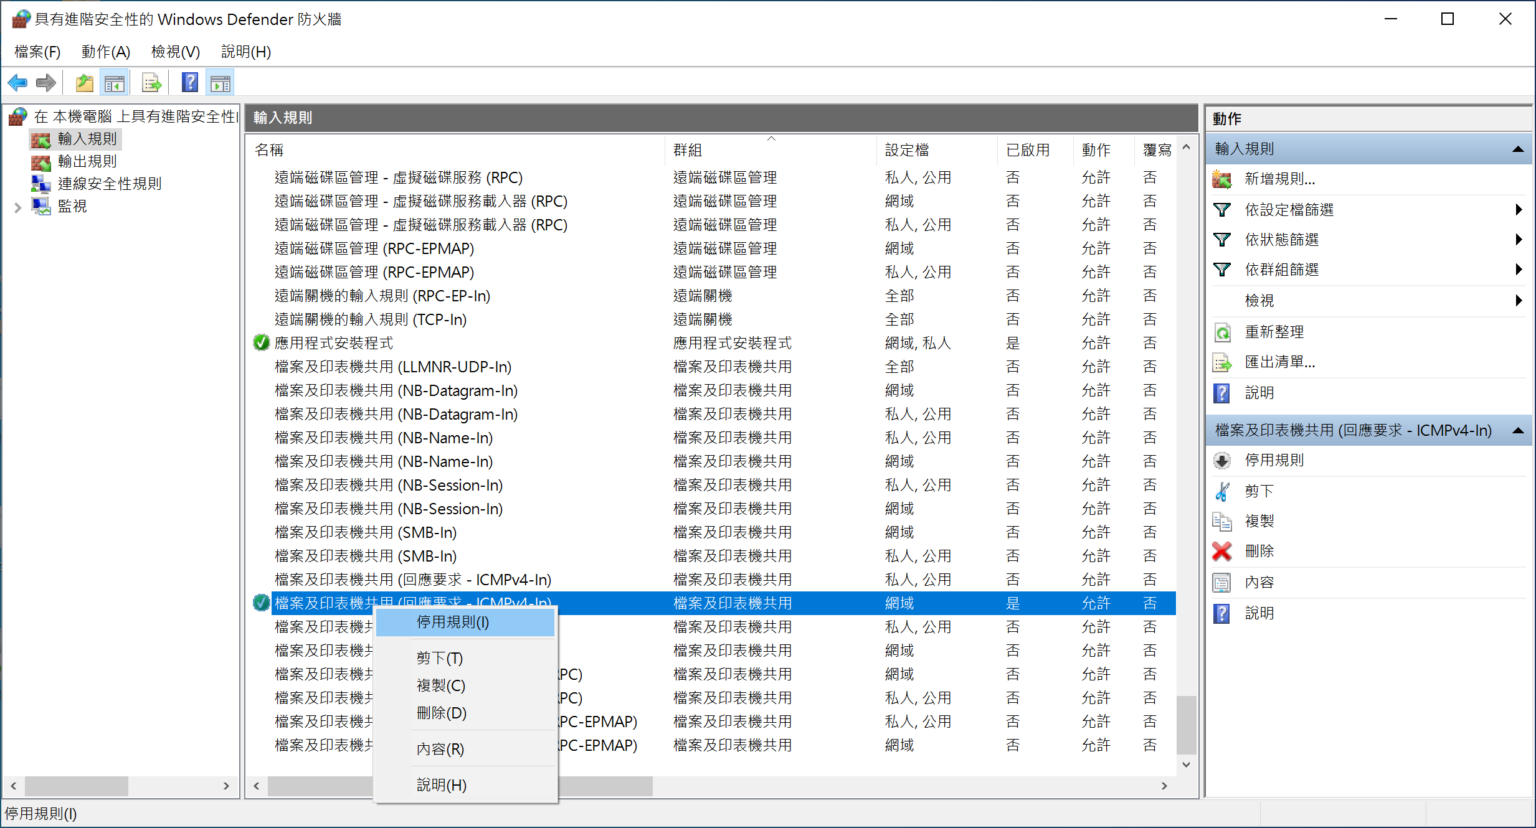 具有進階安全性的 Windows Defender 防火牆
檔案(F) 動作(A) 檢視(V) 說明(H)
在 本機電腦 上具有進階安全性
輸入規則
輸出規則
連線安全性規則
監視
輸入規則
名稱 群組 設定檔 已啟用 動作 覆寫
遠端磁碟區管理 - 虛擬磁碟服務 (RPC) 遠端磁碟區管理 私人, 公用 否 允許 否
遠端磁碟區管理 - 虛擬磁碟服務載入器 (RPC) 遠端磁碟區管理 網域 否 允許 否
遠端磁碟區管理 - 虛擬磁碟服務載入器 (RPC) 遠端磁碟區管理 私人, 公用 否 允許 否
遠端磁碟區管理 (RPC-EPMAP) 遠端磁碟區管理 網域 否 允許 否
遠端磁碟區管理 (RPC-EPMAP) 遠端磁碟區管理 私人, 公用 否 允許 否
遠端關機的輸入規則 (RPC-EP-In) 遠端關機 全部 否 允許 否
遠端關機的輸入規則 (TCP-In) 遠端關機 全部 否 允許 否
應用程式安裝程式 應用程式安裝程式 網域, 私人 是 允許 否
檔案及印表機共用 (LLMNR-UDP-In) 檔案及印表機共用 全部 否 允許 否
檔案及印表機共用 (NB-Datagram-In) 檔案及印表機共用 網域 否 允許 否
檔案及印表機共用 (NB-Datagram-In) 檔案及印表機共用 私人, 公用 否 允許 否
檔案及印表機共用 (NB-Name-In) 檔案及印表機共用 私人, 公用 否 允許 否
檔案及印表機共用 (NB-Name-In) 檔案及印表機共用 網域 否 允許 否
檔案及印表機共用 (NB-Session-In) 檔案及印表機共用 私人, 公用 否 允許 否
檔案及印表機共用 (NB-Session-In) 檔案及印表機共用 網域 否 允許 否
檔案及印表機共用 (SMB-In) 檔案及印表機共用 網域 否 允許 否
檔案及印表機共用 (SMB-In) 檔案及印表機共用 私人, 公用 否 允許 否
檔案及印表機共用 (回應要求 - ICMPv4-In) 檔案及印表機共用 私人, 公用 否 允許 否
檔案及印表機共用 (回應要求 - ICMPv4-In) 檔案及印表機共用 網域 是 允許 否
檔案及印表機共 檔案及印表機共用 私人, 公用 否 允許 否
檔案及印表機共 檔案及印表機共用 網域 否 允許 否
檔案及印表機共 PC) 檔案及印表機共用 網域 否 允許 否
檔案及印表機共 PC) 檔案及印表機共用 私人, 公用 否 允許 否
檔案及印表機共 PC-EPMAP) 檔案及印表機共用 私人, 公用 否 允許 否
檔案及印表機共 PC-EPMAP) 檔案及印表機共用 網域 否 允許 否
停用規則(I)
剪下(T)
複製(C)
刪除(D)
內容(R)
說明(H)
動作
輸入規則
新增規則...
依設定檔篩選
依狀態篩選
依群組篩選
檢視
重新整理
匯出清單...
說明
檔案及印表機共用 (回應要求 - ICMPv4-In)
停用規則
剪下
複製
刪除
內容
說明
停用規則(I)